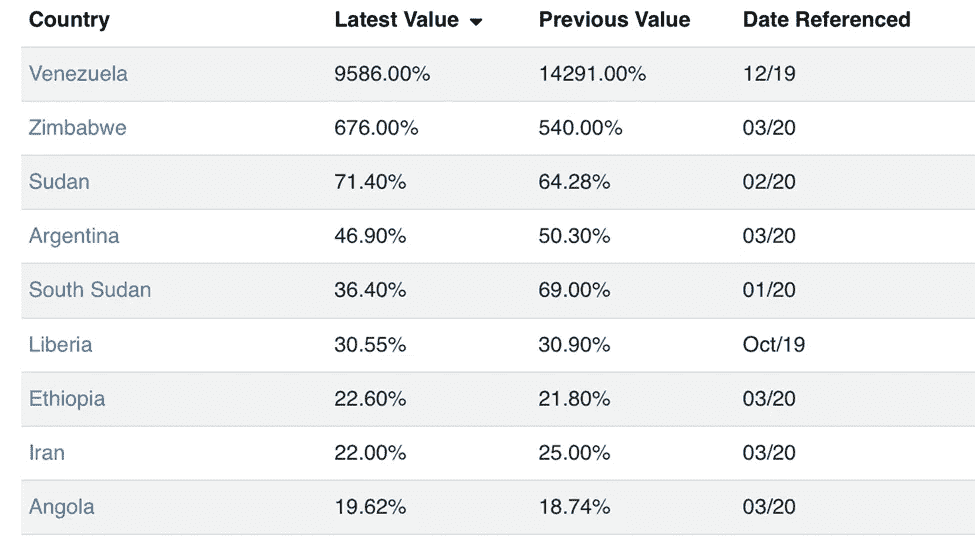 Country Latest Value Previous Value Date Referenced
Venezuela 9586.00% 14291.00% 12/19
Zimbabwe 676.00% 540.00% 03/20
Sudan 71.40% 64.28% 02/20
Argentina 46.90% 50.30% 03/20
South Sudan 36.40% 69.00% 01/20
Liberia 30.55% 30.90% Oct/19
Ethiopia 22.60% 21.80% 03/20
Iran 22.00% 25.00% 03/20
Angola 19.62% 18.74% 03/20